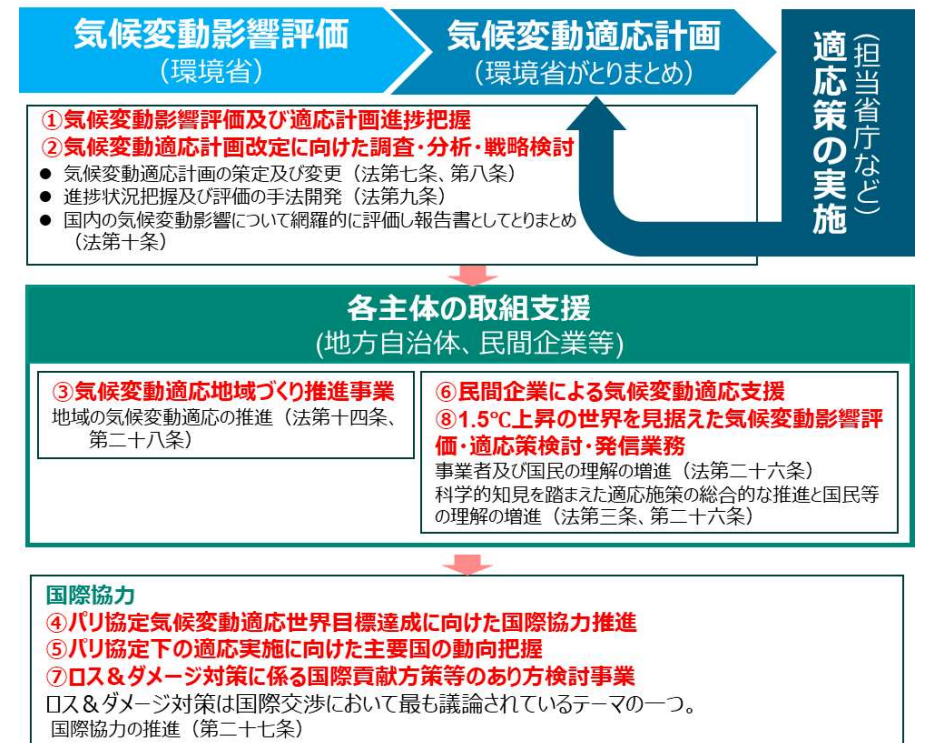 気候変動影響評価
(環境省)
気候変動適応計画
(環境省がとりまとめ)
適応策の実施
(担当省庁など)
①気候変動影響評価及び適応計画進捗把握
②気候変動適応計画改定に向けた調査・分析・戦略検討
● 気候変動適応計画の策定及び変更（法第七条、第八条）
● 進捗状況把握及び評価の手法開発（法第九条）
● 国内の気候変動影響について網羅的に評価し報告書としてとりまとめ
（法第十条）
各主体の取組支援
(地方自治体、民間企業等)
③気候変動適応地域づくり推進事業
地域の気候変動適応の推進（法第十四条、
第二十八条）
⑥民間企業による気候変動適応支援
⑧1.5℃上昇の世界を見据えた気候変動影響評
価・適応策検討・発信業務
事業者及び国民の理解の増進（法第二十六条）
科学的知見を踏まえた適応施策の総合的な推進と国民等
の理解の増進（法第三条、第二十六条）
国際協力
④パリ協定気候変動適応世界目標達成に向けた国際協力推進
⑤パリ協定下の適応実施に向けた主要国の動向把握
⑦ロス＆ダメージ対策に係る国際貢献方策等のあり方検討事業
ロス＆ダメージ対策は国際交渉において最も議論されているテーマの一つ。
国際協力の推進（第二十七条）